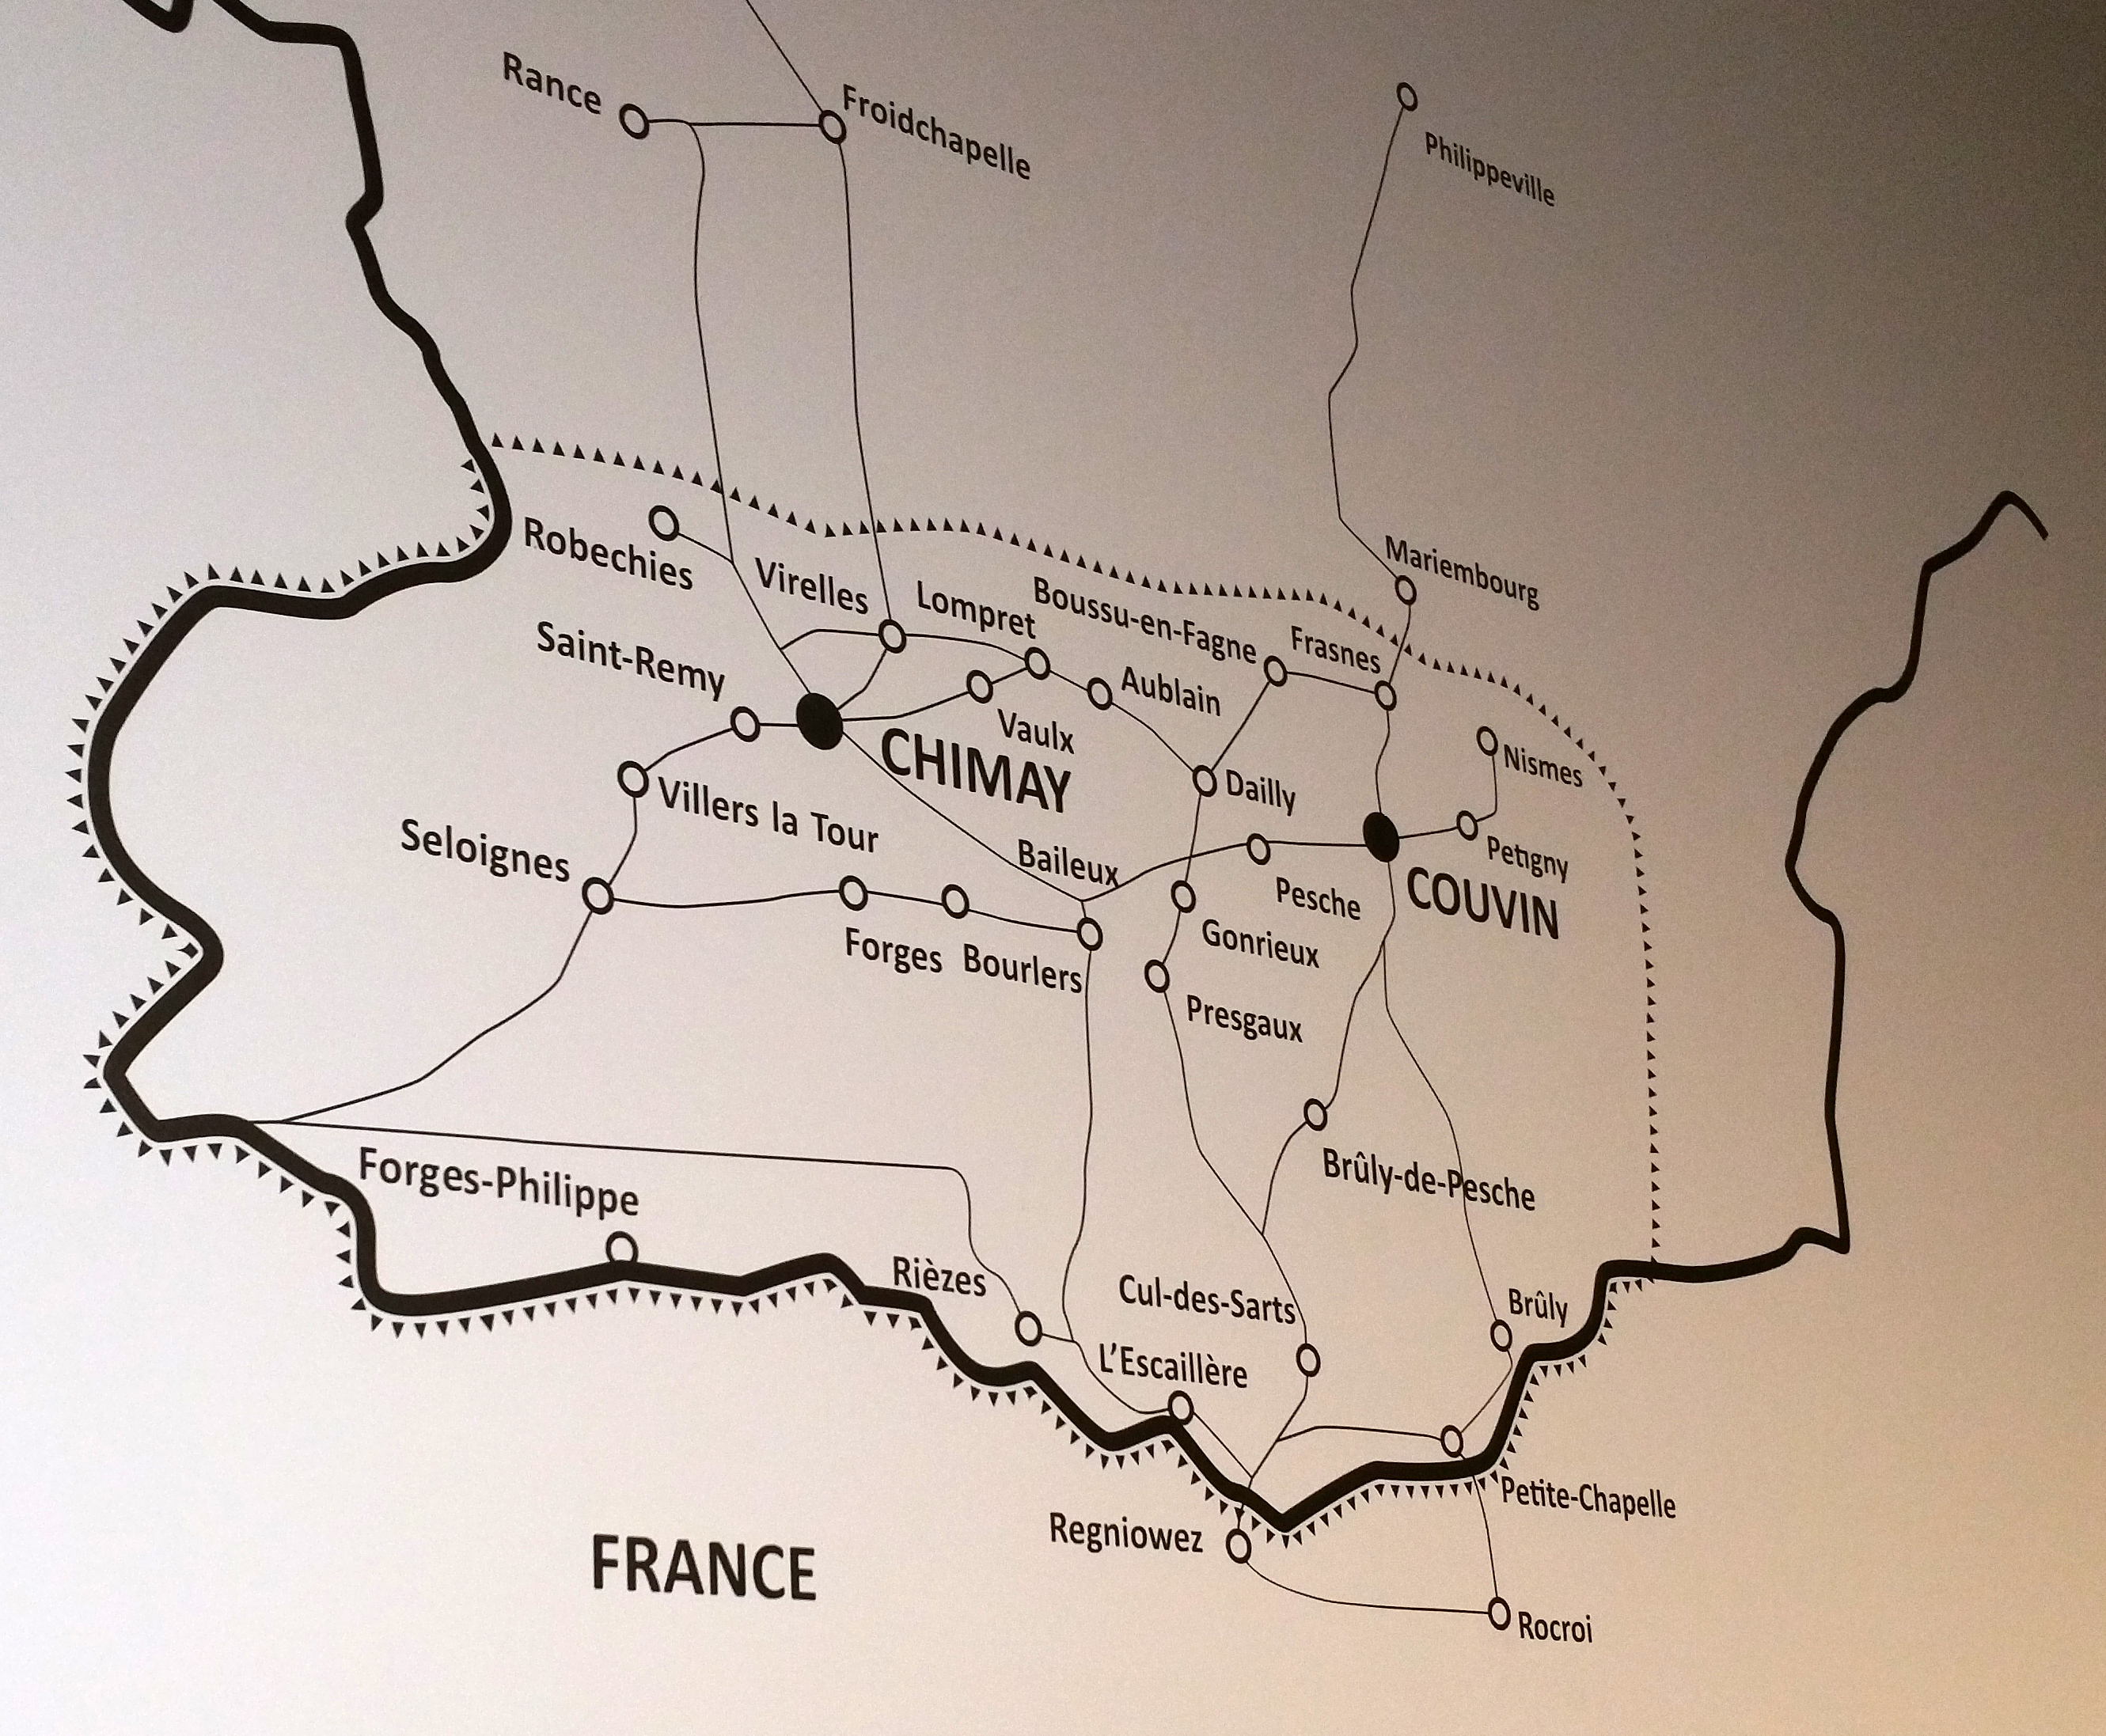 Rance
Froidchapelle
Philippeville
Robechies
Virelles
Lompret
Boussu-en-Fagne
Frasnes
Mariembourg
Saint-Remy
Aublain
Vaulx
CHIMAY
Nismes
Villers la Tour
Dailly
Seloignes
Baileux
Petigny
Pesche
COUVIN
Forges
Bourlers
Gonrieux
Presgaux
Forges-Philippe
Brûly-de-Pesche
Rièzes
Cul-des-Sarts
Brûly
L'Escaillère
Petite-Chapelle
Regniowez
FRANCE
Rocroi